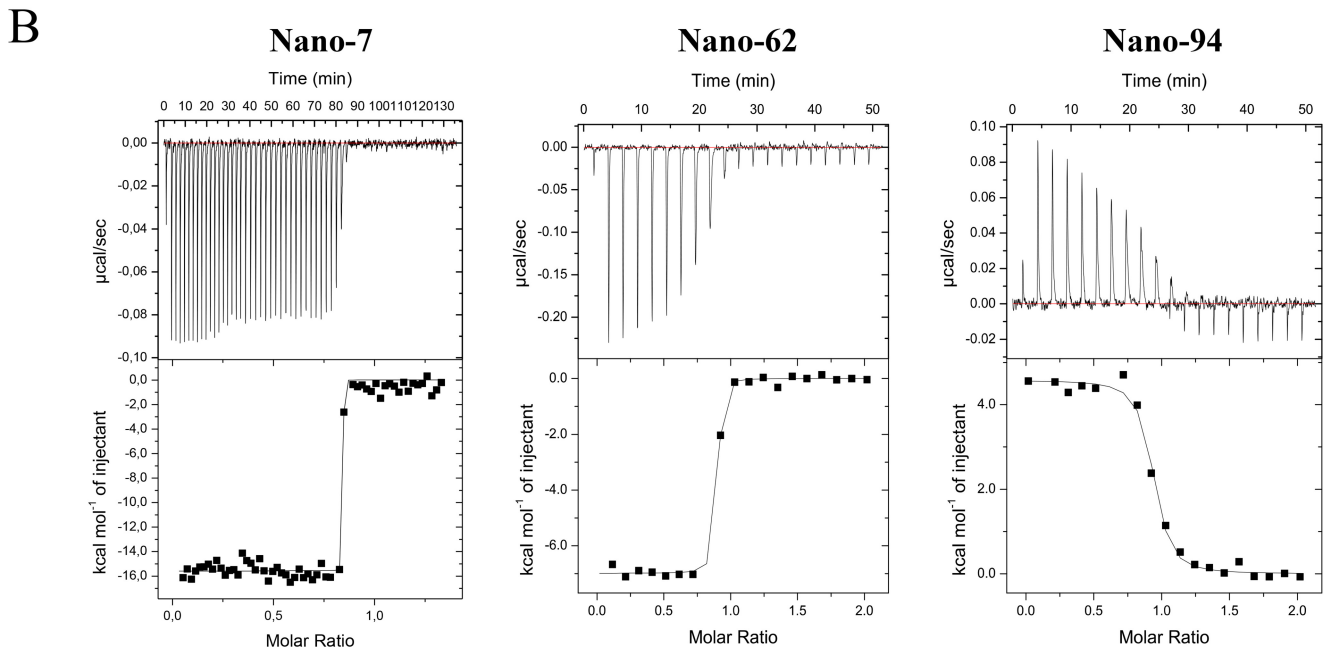 B
Nano-7
Time (min)
0 10 20 30 40 50 60 70 80 90 100110120130
0,00
-0,02
-0,04
-0,06
-0,08
-0,10
µcal/sec
0,0
-2,0
-4,0
-6,0
-8,0
-10,0
-12,0
-14,0
-16,0
kcal mol⁻¹ of injectant
0,0 0,5 1,0
Molar Ratio
Nano-62
Time (min)
0 10 20 30 40 50
0.00
-0.05
-0.10
-0.15
-0.20
µcal/sec
0.0
-2.0
-4.0
-6.0
kcal mol⁻¹ of injectant
0.0 0.5 1.0 1.5 2.0
Molar Ratio
Nano-94
Time (min)
0 10 20 30 40 50
0.10
0.08
0.06
0.04
0.02
0.00
-0.02
µcal/sec
4.0
2.0
0.0
kcal mol⁻¹ of injectant
0.0 0.5 1.0 1.5 2.0
Molar Ratio